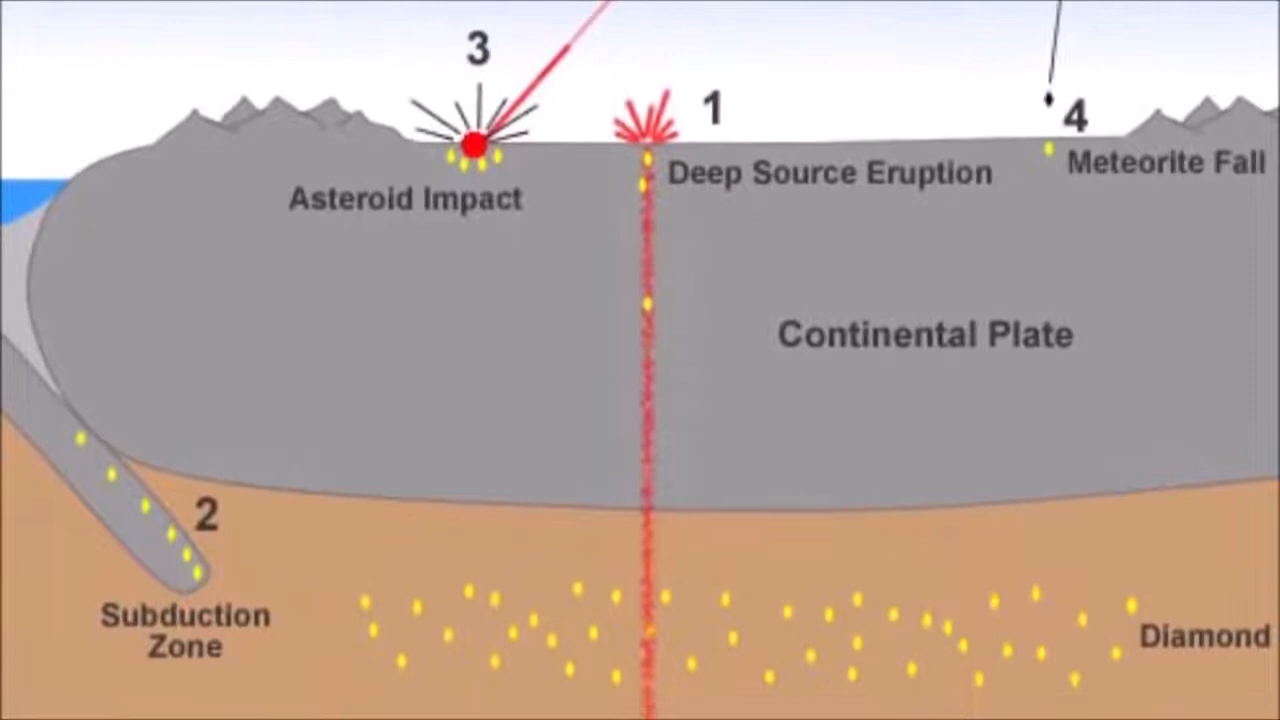 3
1
4
Deep Source Eruption
Meteorite Fall
Asteroid Impact
Continental Plate
2
Subduction
Zone
Diamond